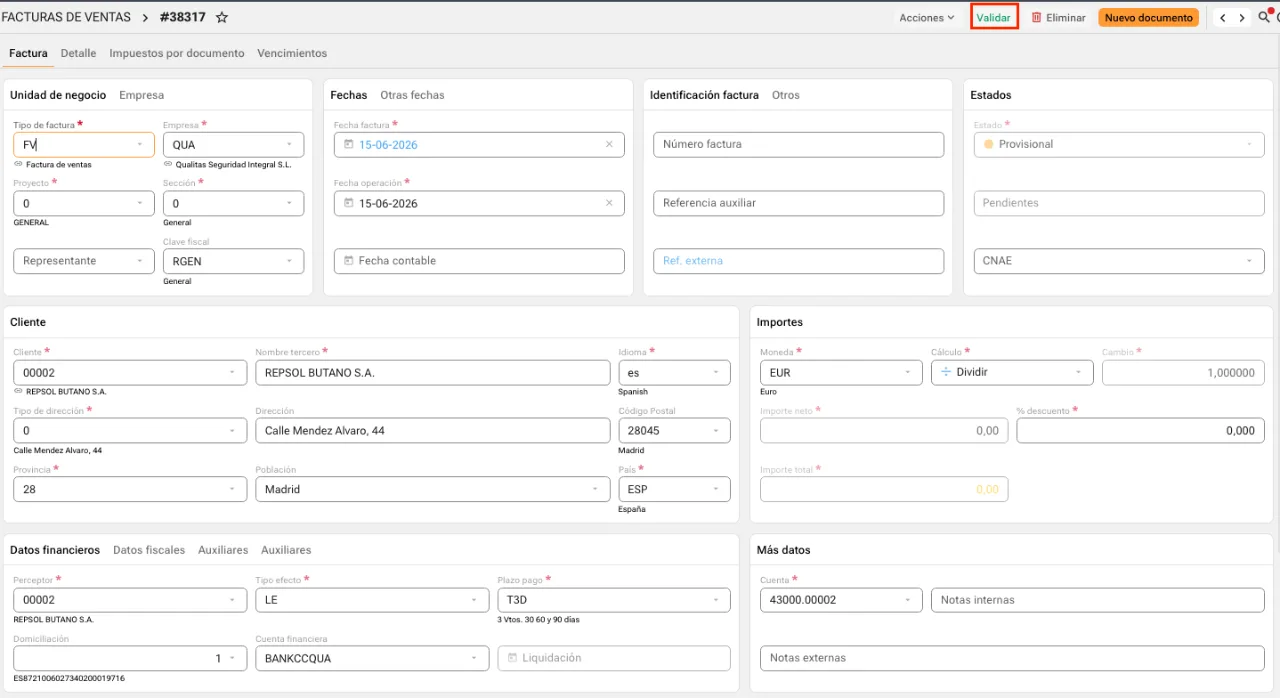 FACTURAS DE VENTAS > #38317
Acciones Validar Eliminar Nuevo documento
Factura Detalle Impuestos por documento Vencimientos
Unidad de negocio Empresa
Tipo de factura * Empresa *
FV QUA
Factura de ventas Qualitas Seguridad Integral S.L.
Proyecto * Sección *
0 0
GENERAL General
Clave fiscal
Representante RGEN
General
Fechas Otras fechas
Fecha factura *
15-06-2026
Fecha operación *
15-06-2026
Fecha contable
Identificación factura Otros
Número factura
Referencia auxiliar
Ref. externa
Estados
Estado *
Provisional
Pendientes
CNAE
Cliente
Cliente * Nombre tercero * Idioma *
00002 REPSOL BUTANO S.A. es
REPSOL BUTANO S.A. Spanish
Tipo de dirección * Dirección Código Postal
0 Calle Mendez Alvaro, 44 28045
Calle Mendez Alvaro, 44 Madrid
Provincia * Población País *
28 Madrid ESP
España
Importes
Moneda * Cálculo * Cambio *
EUR Dividir 1,000000
Euro
Importe neto * % descuento *
0,00 0,000
Importe total *
0,00
Datos financieros Datos fiscales Auxiliares Auxiliares
Perceptor * Tipo efecto * Plazo pago *
00002 LE T3D
REPSOL BUTANO S.A. 3 Vtos. 30 60 y 90 días
Domiciliación Cuenta financiera
1 BANKCCQUA Liquidación
ES8721006027340200019716
Más datos
Cuenta *
43000.00002 Notas internas
Notas externas